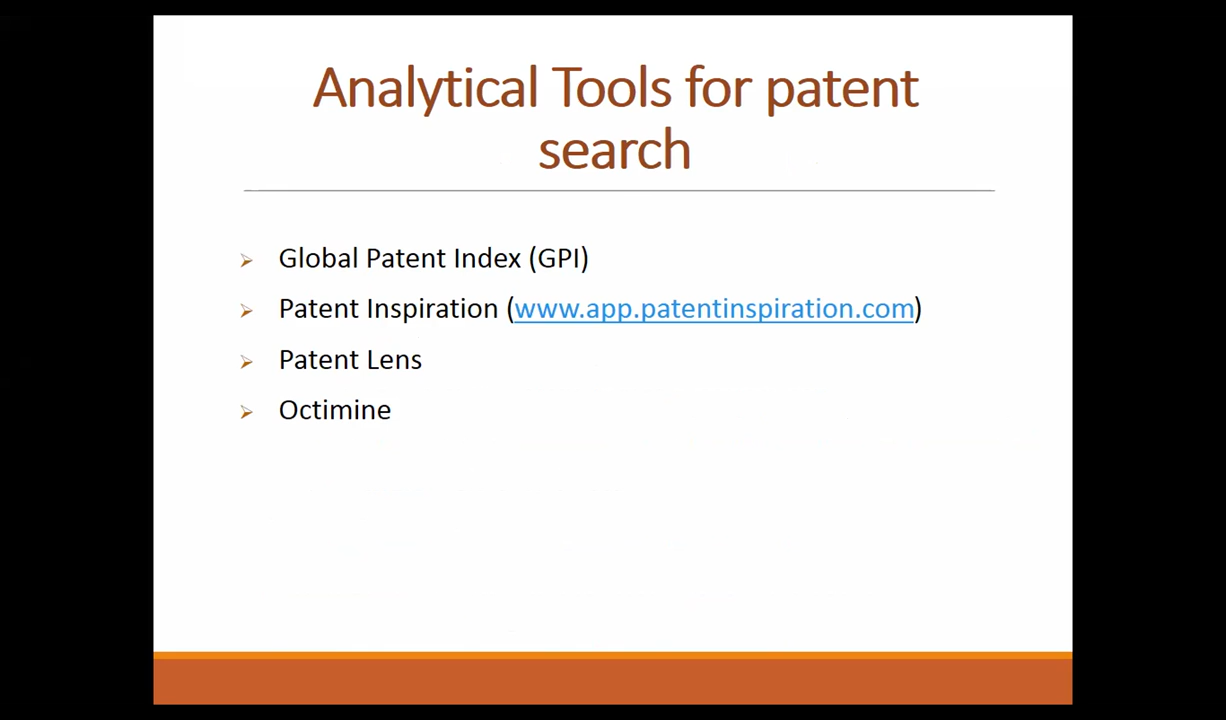 Analytical Tools for patent
search
Global Patent Index (GPI)
Patent Inspiration (www.app.patentinspiration.com)
Patent Lens
Octimine